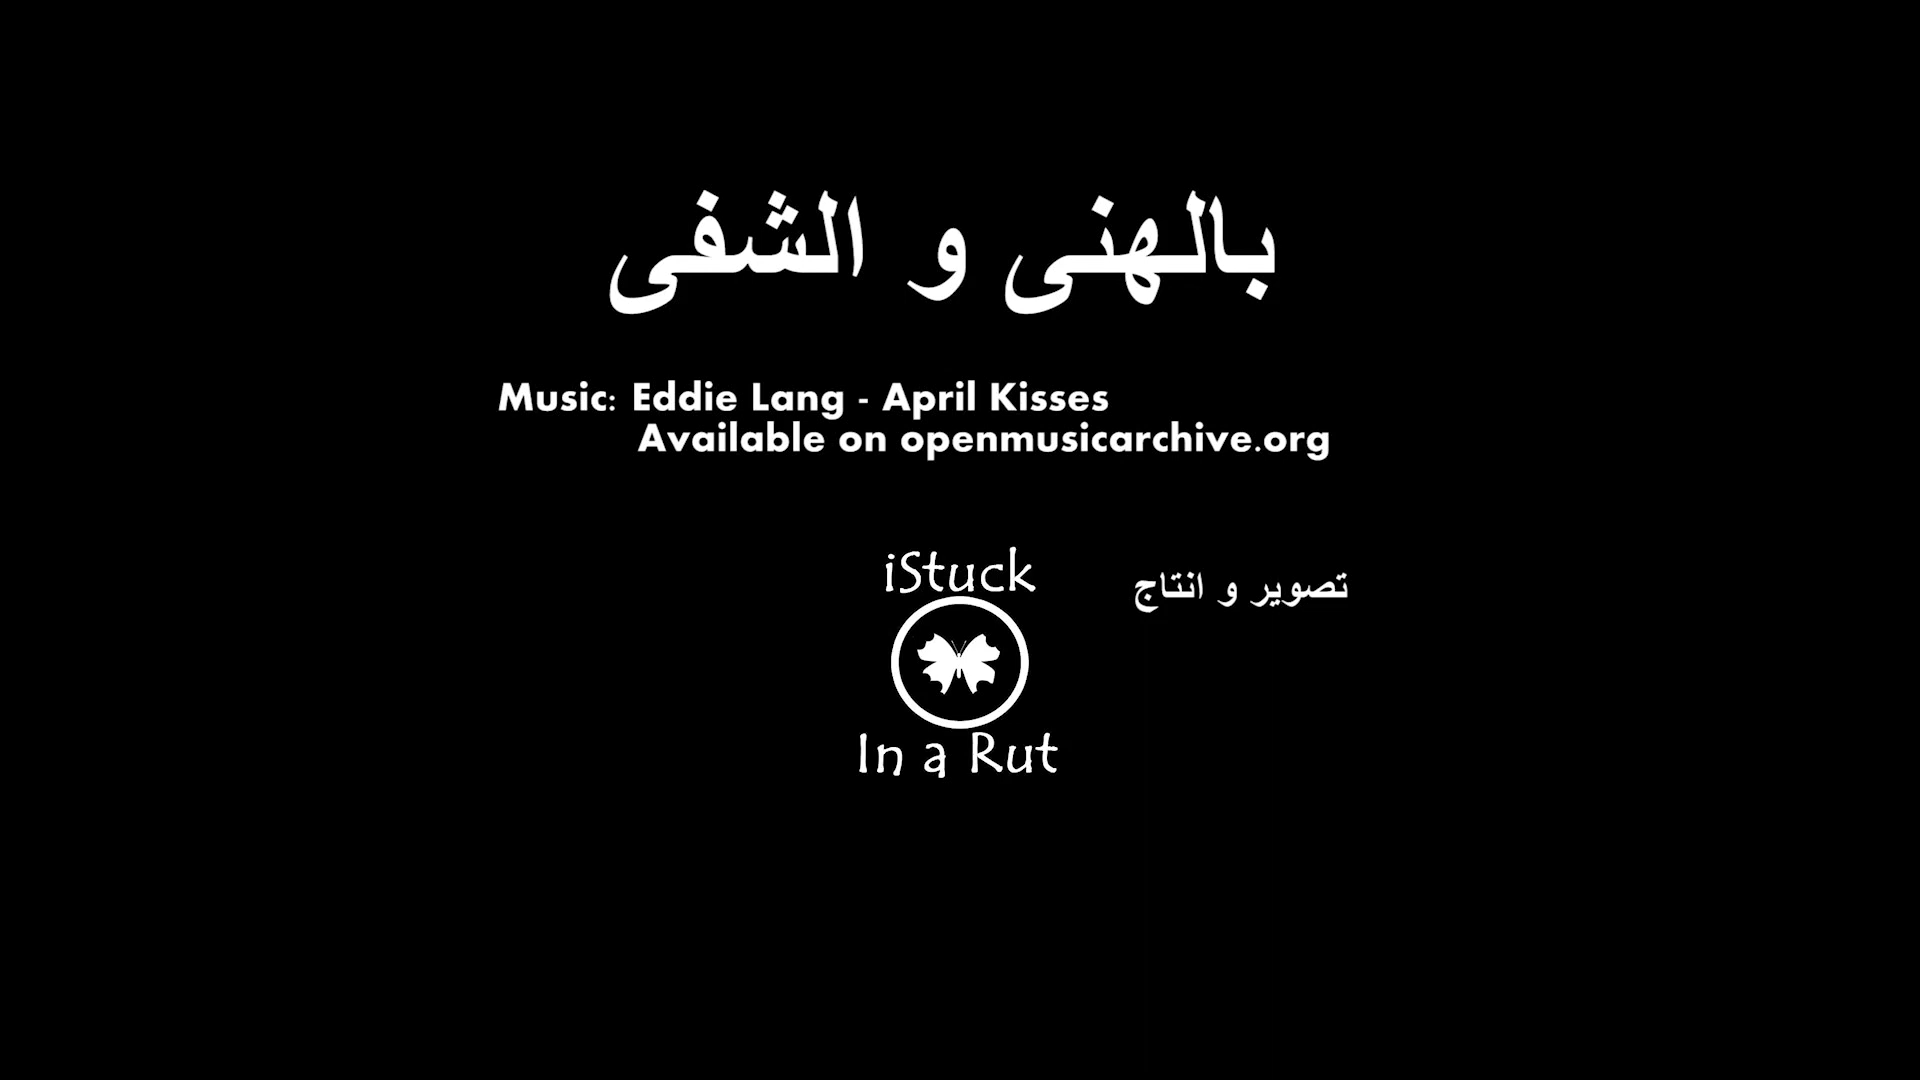 بالهنى و الشفى
Music: Eddie Lang - April Kisses
Available on openmusicarchive.org
تصوير و انتاج
iStuck
In a Rut